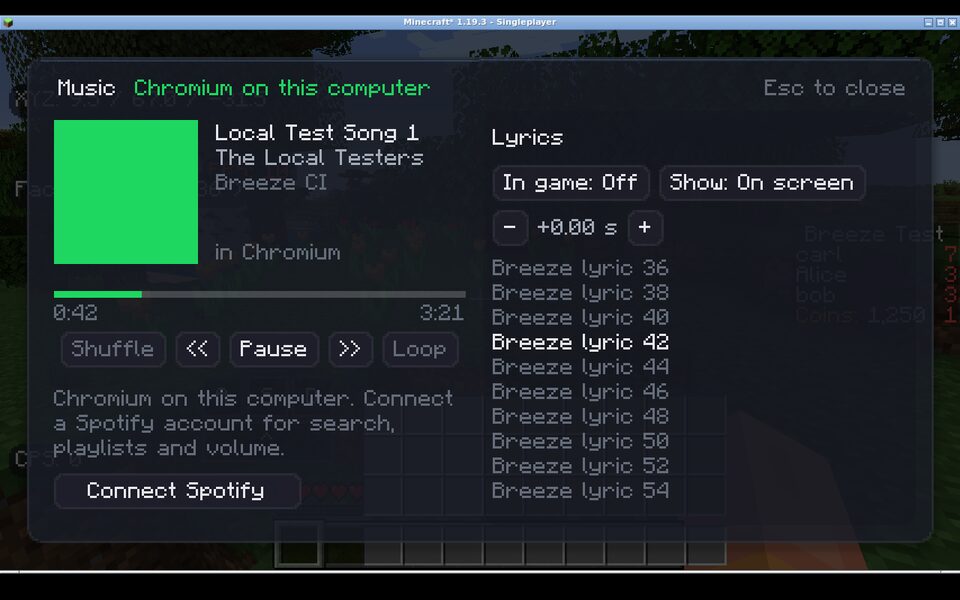 Minecraft* 1.19.3 - Singleplayer
Music Chromium on this computer
Esc to close
Local Test Song 1
The Local Testers
Breeze CI
in Chromium
0:42
3:21
Shuffle << Pause >> Loop
Chromium on this computer. Connect
a Spotify account for search,
playlists and volume.
Connect Spotify
Lyrics
In game: Off Show: On screen
- +0.00 s +
Breeze lyric 36
Breeze lyric 38
Breeze lyric 40
Breeze lyric 42
Breeze lyric 44
Breeze lyric 46
Breeze lyric 48
Breeze lyric 50
Breeze lyric 52
Breeze lyric 54
Breeze Test
carl 7
Alice 3
bob 3
Coins: 1,250 1